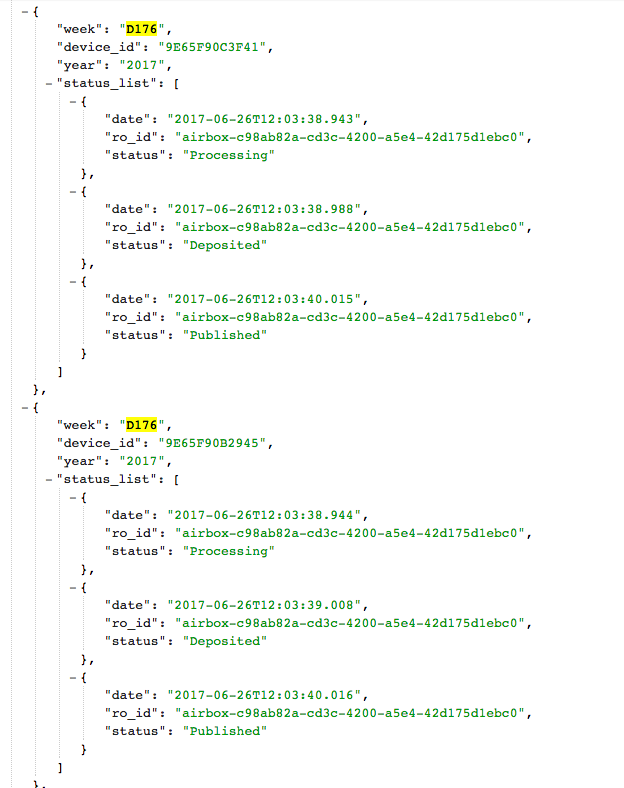 – {
"week": "D176",
"device_id": "9E65F90C3F41",
"year": "2017",
– "status_list": [
– {
"date": "2017-06-26T12:03:38.943",
"ro_id": "airbox-c98ab82a-cd3c-4200-a5e4-42d175d1ebc0",
"status": "Processing"
},
– {
"date": "2017-06-26T12:03:38.988",
"ro_id": "airbox-c98ab82a-cd3c-4200-a5e4-42d175d1ebc0",
"status": "Deposited"
},
– {
"date": "2017-06-26T12:03:40.015",
"ro_id": "airbox-c98ab82a-cd3c-4200-a5e4-42d175d1ebc0",
"status": "Published"
}
]
},
– {
"week": "D176",
"device_id": "9E65F90B2945",
"year": "2017",
– "status_list": [
– {
"date": "2017-06-26T12:03:38.944",
"ro_id": "airbox-c98ab82a-cd3c-4200-a5e4-42d175d1ebc0",
"status": "Processing"
},
– {
"date": "2017-06-26T12:03:39.008",
"ro_id": "airbox-c98ab82a-cd3c-4200-a5e4-42d175d1ebc0",
"status": "Deposited"
},
– {
"date": "2017-06-26T12:03:40.016",
"ro_id": "airbox-c98ab82a-cd3c-4200-a5e4-42d175d1ebc0",
"status": "Published"
}
]
},